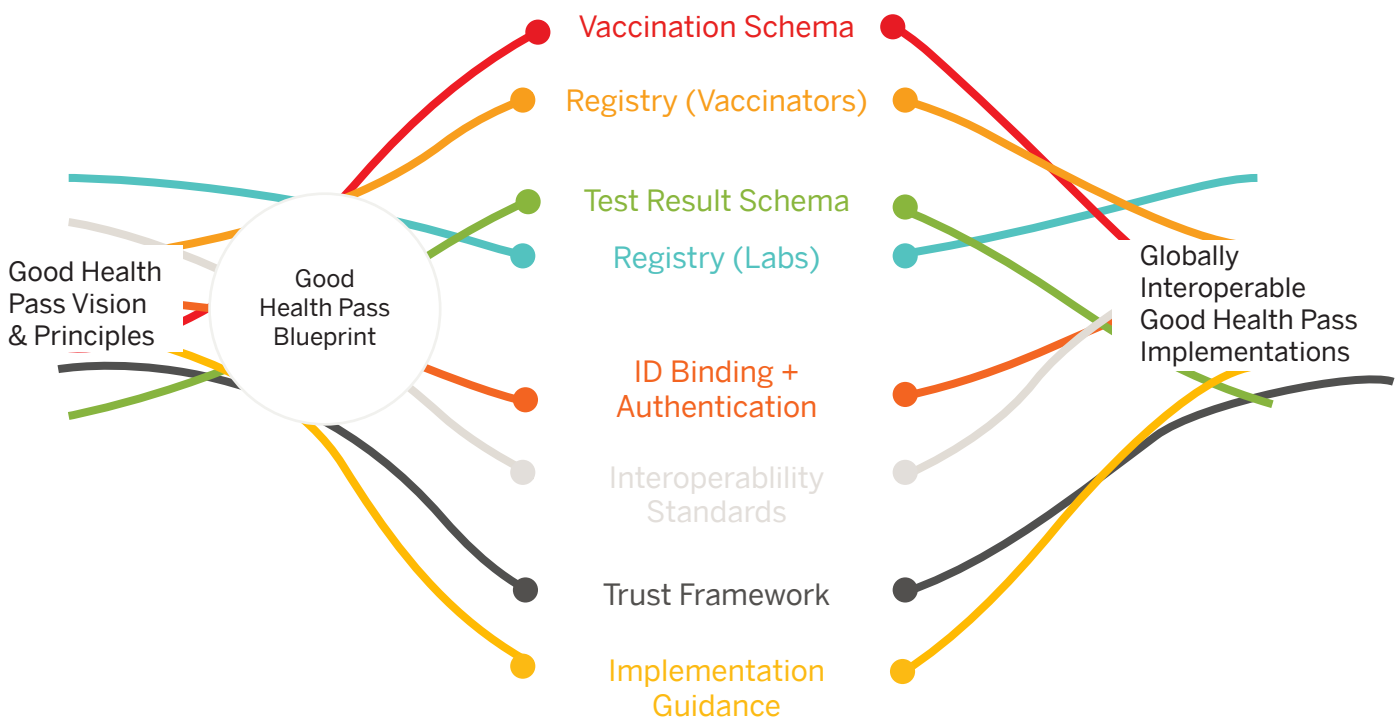 Good Health
Pass Vision
& Principles
Good
Health Pass
Blueprint
Vaccination Schema
Registry (Vaccinators)
Test Result Schema
Registry (Labs)
ID Binding +
Authentication
Interoperablility
Standards
Trust Framework
Implementation
Guidance
Globally
Interoperable
Good Health Pass
Implementations